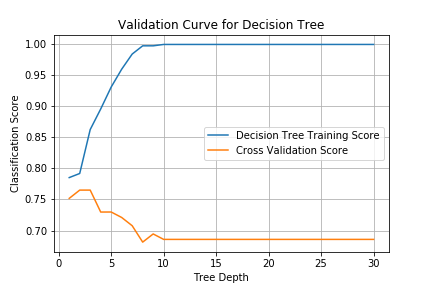 Validation Curve for Decision Tree
1.00
0.95
0.90
0.85
0.80
0.75
0.70
Classification Score
Decision Tree Training Score
Cross Validation Score
0
5
10
15
20
25
30
Tree Depth